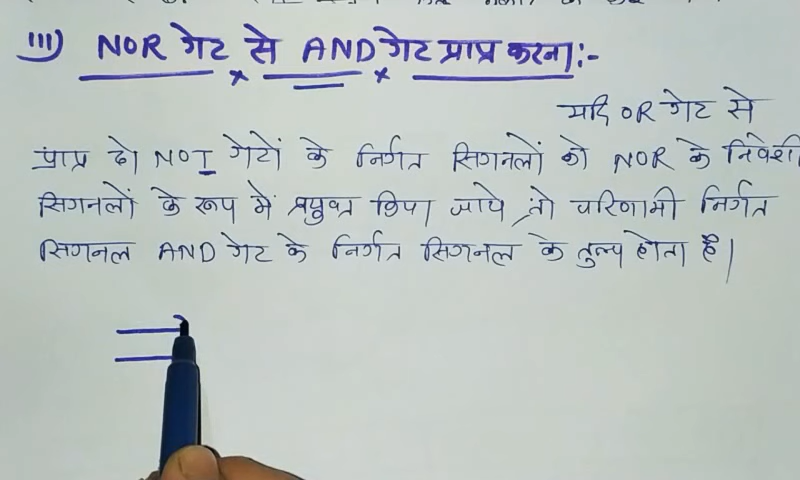 iii) NOR गेट से AND गेट प्राप्त करना:-
यदि OR गेट से
प्राप्त दो NOT गेटों के निर्गत सिगनलों को NOR के निवेशी
सिगनलों के रूप में प्रयुक्त किया जाये तो परिणामी निर्गत
सिगनल AND गेट के निर्गत सिगनल के तुल्य होता है।